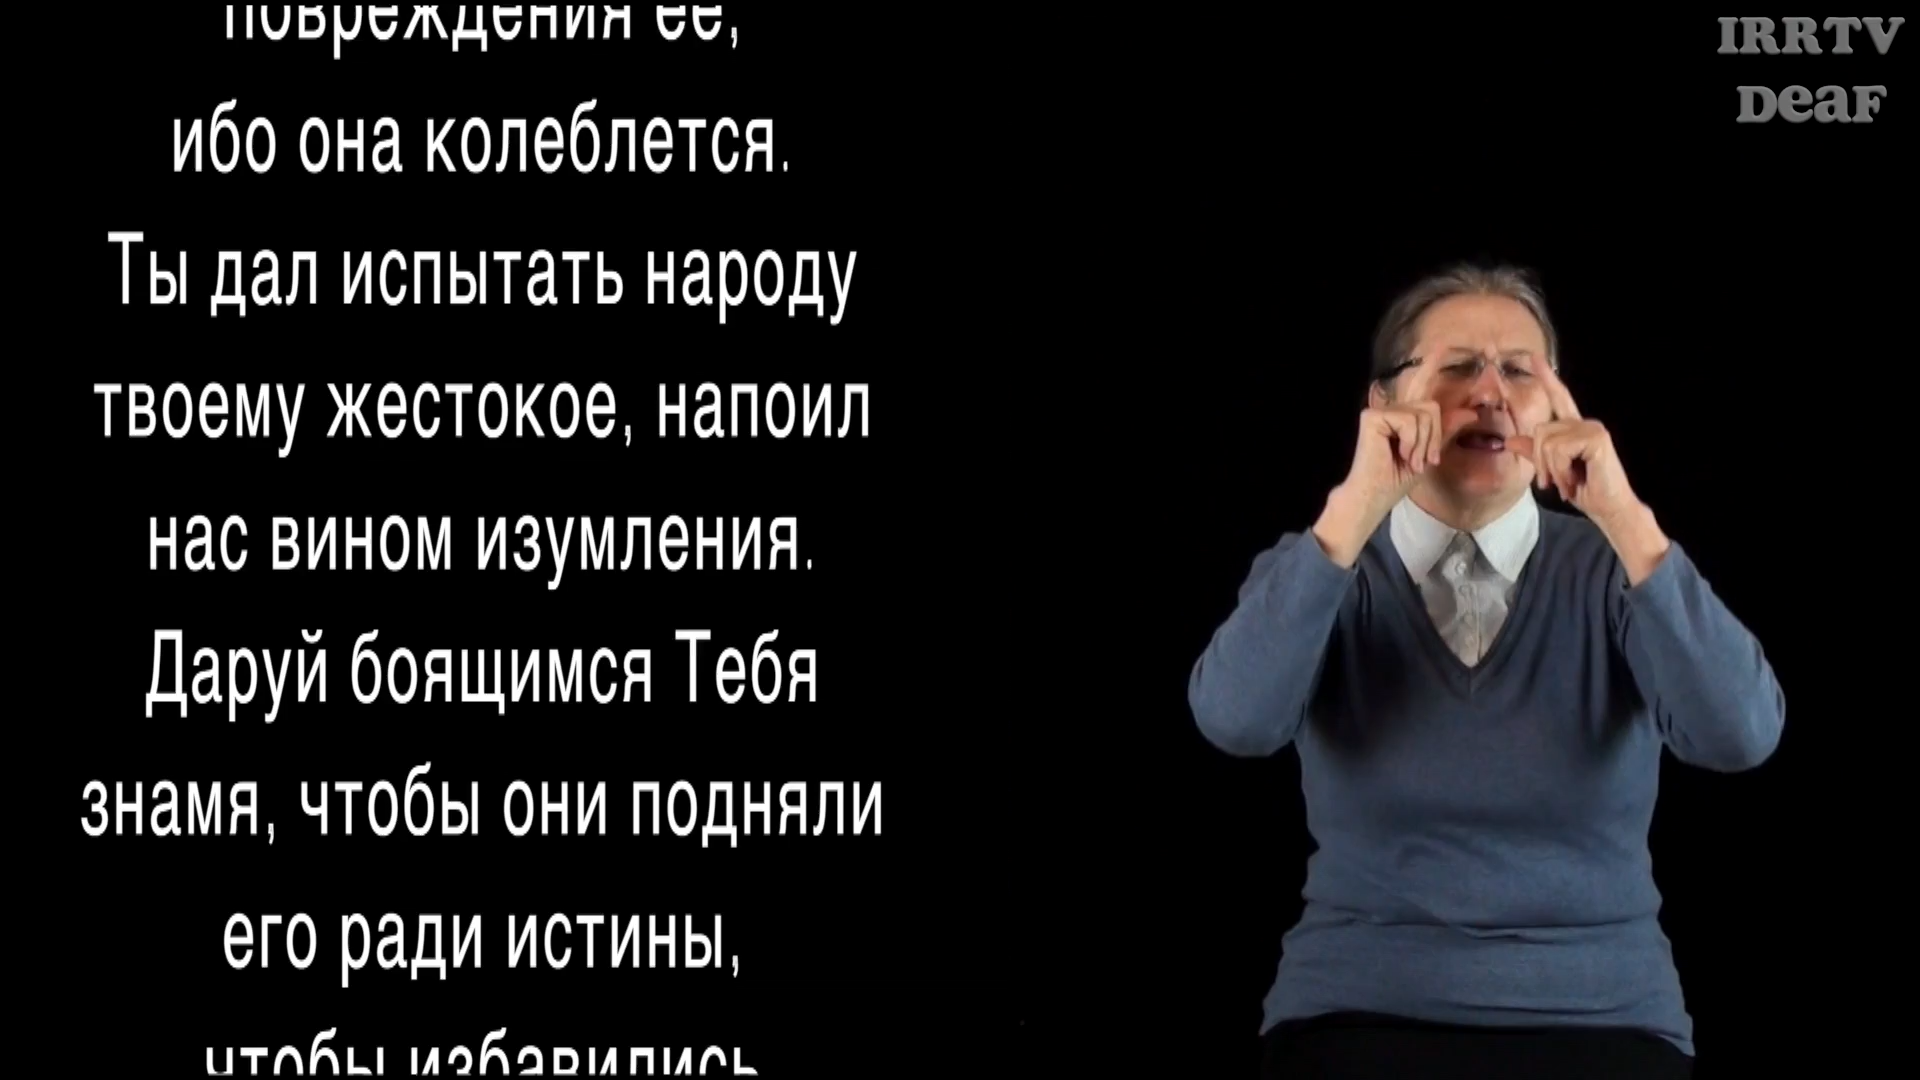 повреждения ее,
ибо она колеблется.
Ты дал испытать народу
твоему жестокое, напоил
нас вином изумления.
Даруй боящимся Тебя
знамя, чтобы они подняли
его ради истины,
чтобы избавились
IRRTV
Deaf